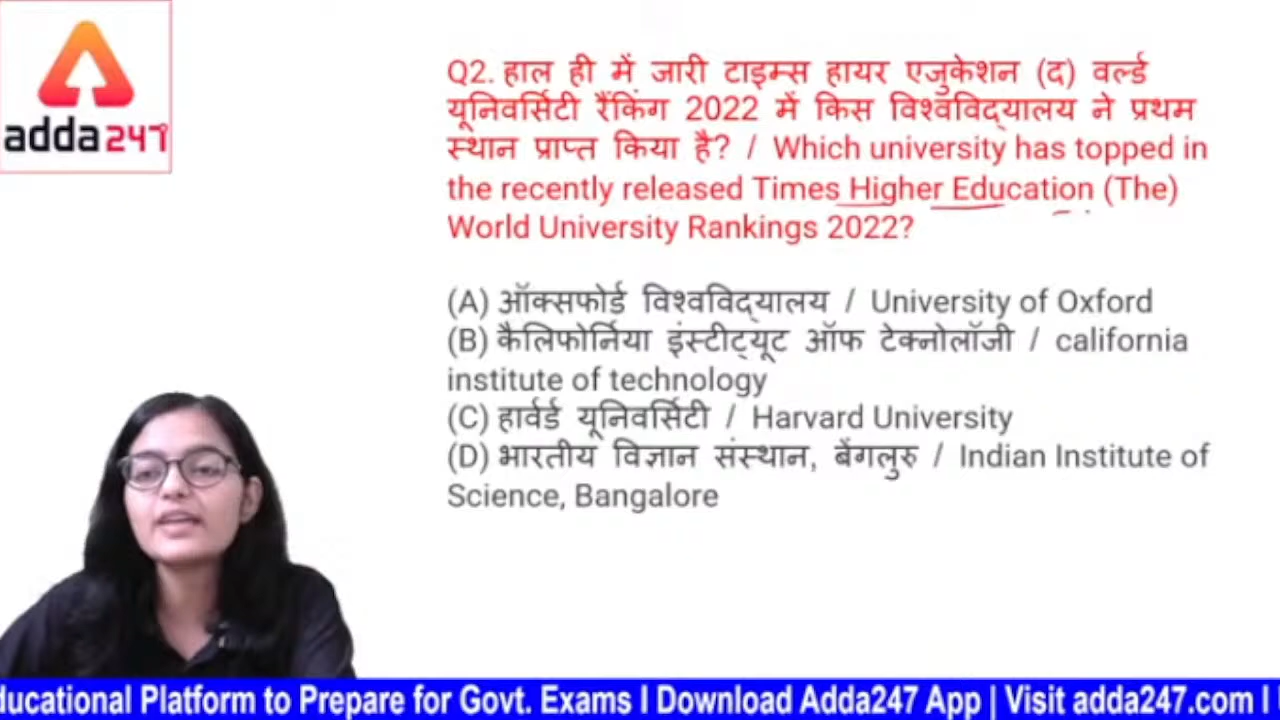 adda247
Q2. हाल ही में जारी टाइम्स हायर एजुकेशन (द) वर्ल्ड
यूनिवर्सिटी रैंकिंग 2022 में किस विश्वविद्यालय ने प्रथम
स्थान प्राप्त किया है? / Which university has topped in
the recently released Times Higher Education (The)
World University Rankings 2022?
(A) ऑक्सफोर्ड विश्वविद्यालय / University of Oxford
(B) कैलिफोर्निया इंस्टीट्यूट ऑफ टेक्नोलॉजी / california
institute of technology
(C) हार्वर्ड यूनिवर्सिटी / Harvard University
(D) भारतीय विज्ञान संस्थान, बेंगलुरु / Indian Institute of
Science, Bangalore
ducational Platform to Prepare for Govt. Exams I Download Adda247 App | Visit adda247.com I